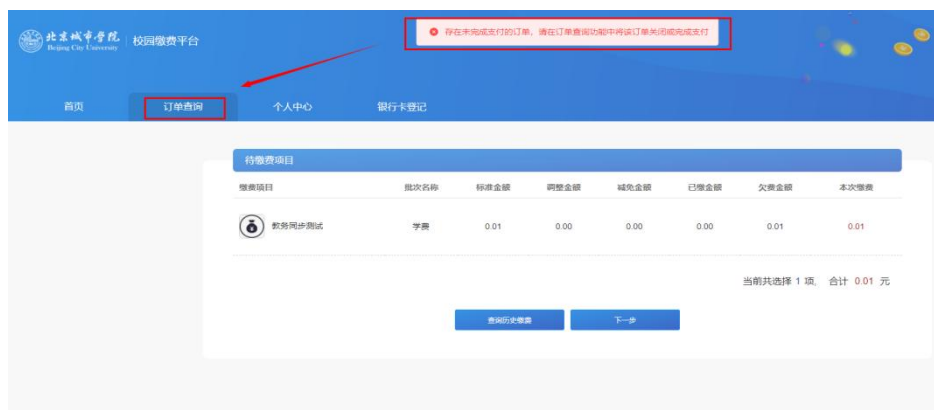 存在未完成支付的订单，请在订单查询功能中将该订单关闭或完成支付
北京城市学院 校园缴费平台
Beijing City University
首页 订单查询 个人中心 银行卡登记
待缴费项目
缴费项目 批次名称 标准金额 调整金额 减免金额 已缴金额 欠费金额 本次缴费
教务同步测试 学费 0.01 0.00 0.00 0.00 0.01 0.01
当前共选择 1 项, 合计 0.01 元
查询历史缴费 下一步